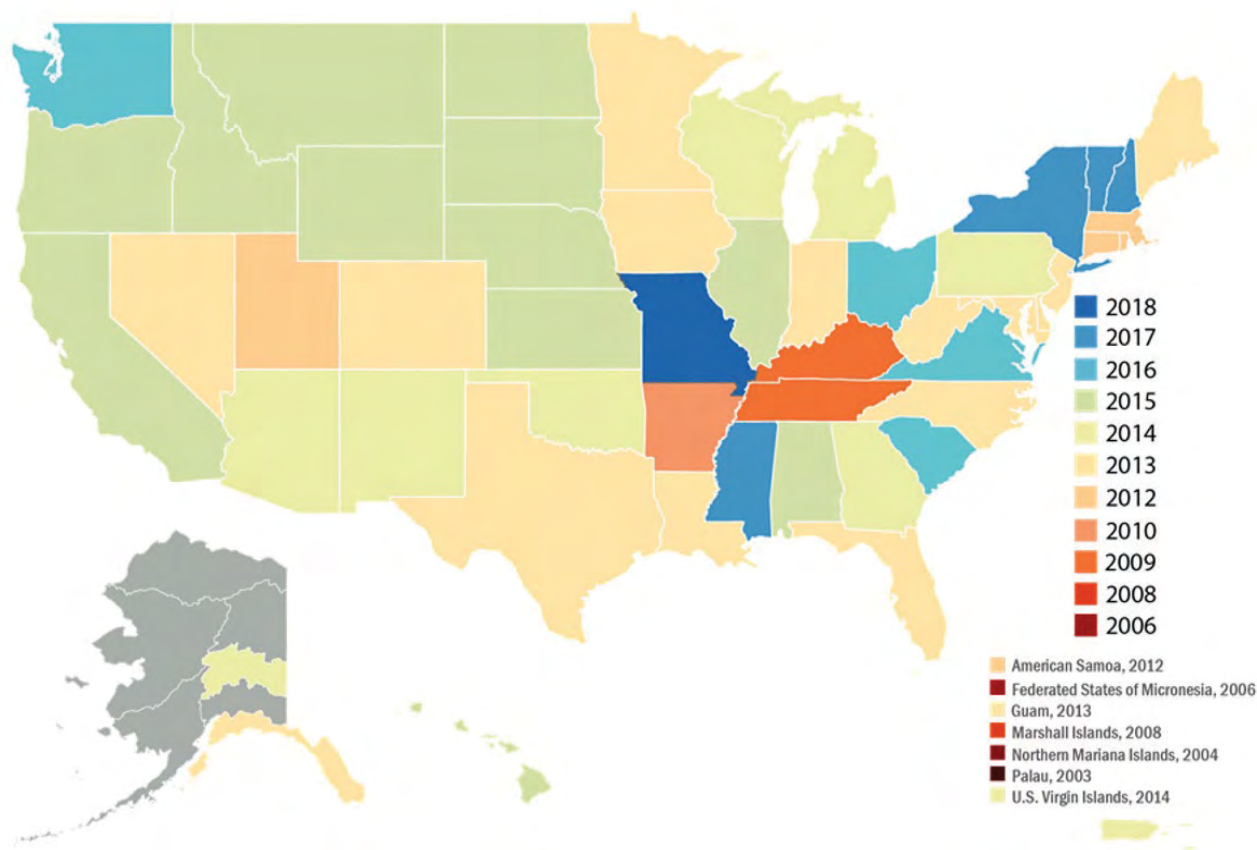 2018
2017
2016
2015
2014
2013
2012
2010
2009
2008
2006
American Samoa, 2012
Federated States of Micronesia, 2006
Guam, 2013
Marshall Islands, 2008
Northern Mariana Islands, 2004
Palau, 2003
U.S. Virgin Islands, 2014